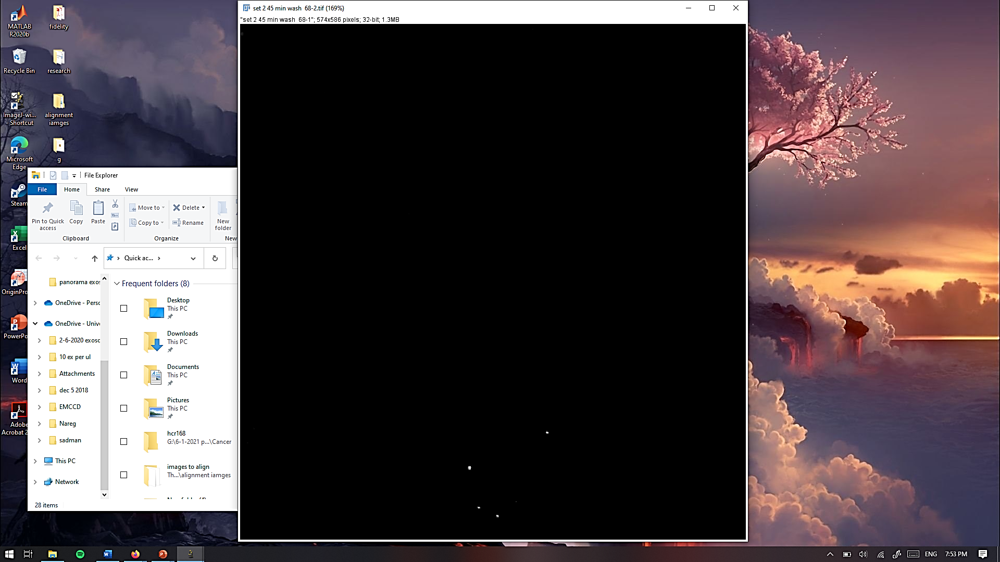 MATLAB
R2020b
fidelity
Recycle Bin
research
ImageJ-wi...
- Shortcut
alignment
iamges
Microsoft
Edge
g
Steam
Excel
OriginPro
PowerPo
Word
Adobe
Acrobat 2
File Explorer
File
Home
Share
View
Pin to Quick
access
Copy
Paste
Move to
Copy to
Delete
Rename
New
folder
Clipboard
Organize
New
Quick ac...
panorama exos
OneDrive - Perso
OneDrive - Unive
2-6-2020 exosc
10 ex per ul
Attachments
dec 5 2018
EMCCD
Nareg
sadman
This PC
Network
Frequent folders (8)
Desktop
This PC
Downloads
This PC
Documents
This PC
Pictures
This PC
hcr168
G:\6-1-2021 p...\Cancer
images to align
Th...\alignment iamges
28 items
set 2 45 min wash  68-2.tif (169%)
"set 2 45 min wash  68-1"; 574x586 pixels; 32-bit; 1.3MB
ENG
7:53 PM